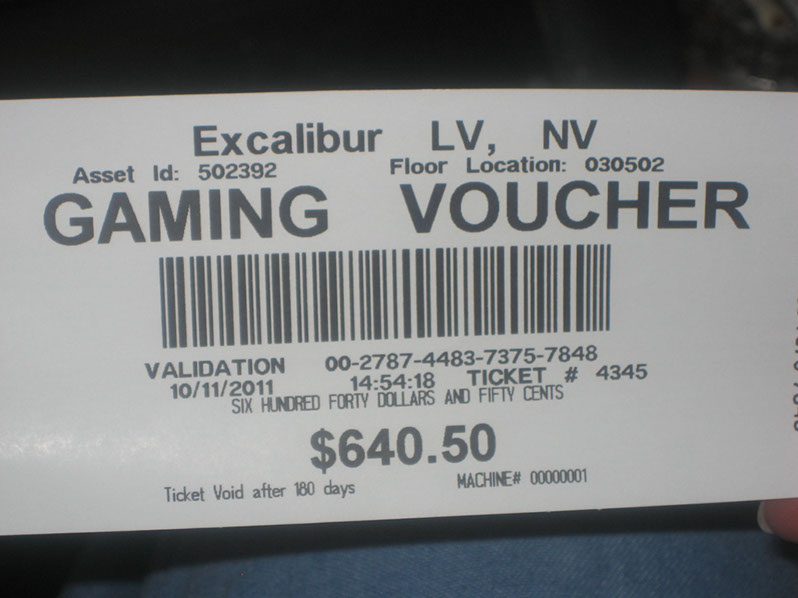 Excalibur LV, NV
Asset Id: 502392 Floor Location: 030502
GAMING VOUCHER
VALIDATION 00-2787-4483-7375-7848
10/11/2011 14:54:18 TICKET # 4345
SIX HUNDRED FORTY DOLLARS AND FIFTY CENTS
$640.50
Ticket Void after 180 days MACHINE# 00000001